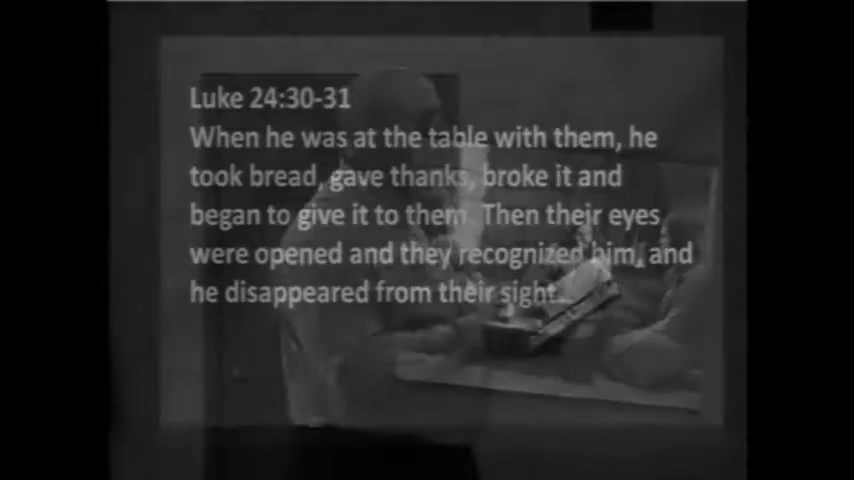 Luke 24:30-31
When he was at the table with them, he
took bread, gave thanks, broke it and
began to give it to them. Then their eyes
were opened and they recognized him, and
he disappeared from their sight.